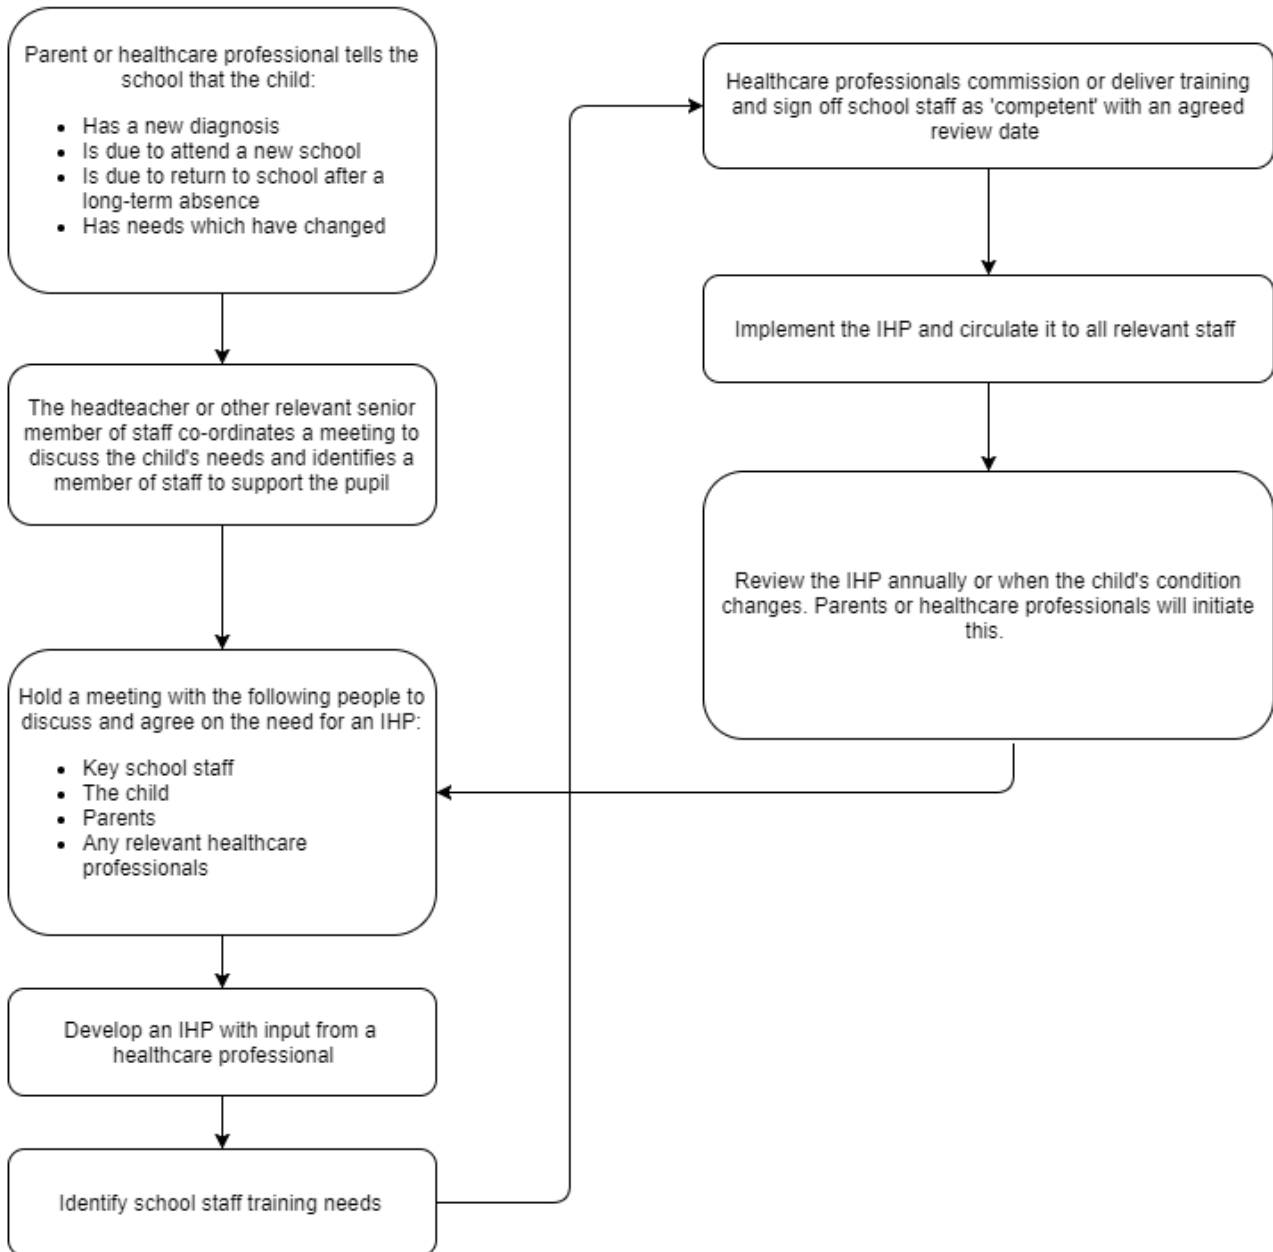 Parent or healthcare professional tells the
school that the child:
• Has a new diagnosis
• Is due to attend a new school
• Is due to return to school after a
long-term absence
• Has needs which have changed
The headteacher or other relevant senior
member of staff co-ordinates a meeting to
discuss the child's needs and identifies a
member of staff to support the pupil
Hold a meeting with the following people to
discuss and agree on the need for an IHP:
• Key school staff
• The child
• Parents
• Any relevant healthcare
professionals
Develop an IHP with input from a
healthcare professional
Identify school staff training needs
Healthcare professionals commission or deliver training
and sign off school staff as 'competent' with an agreed
review date
Implement the IHP and circulate it to all relevant staff
Review the IHP annually or when the child's condition
changes. Parents or healthcare professionals will initiate
this.